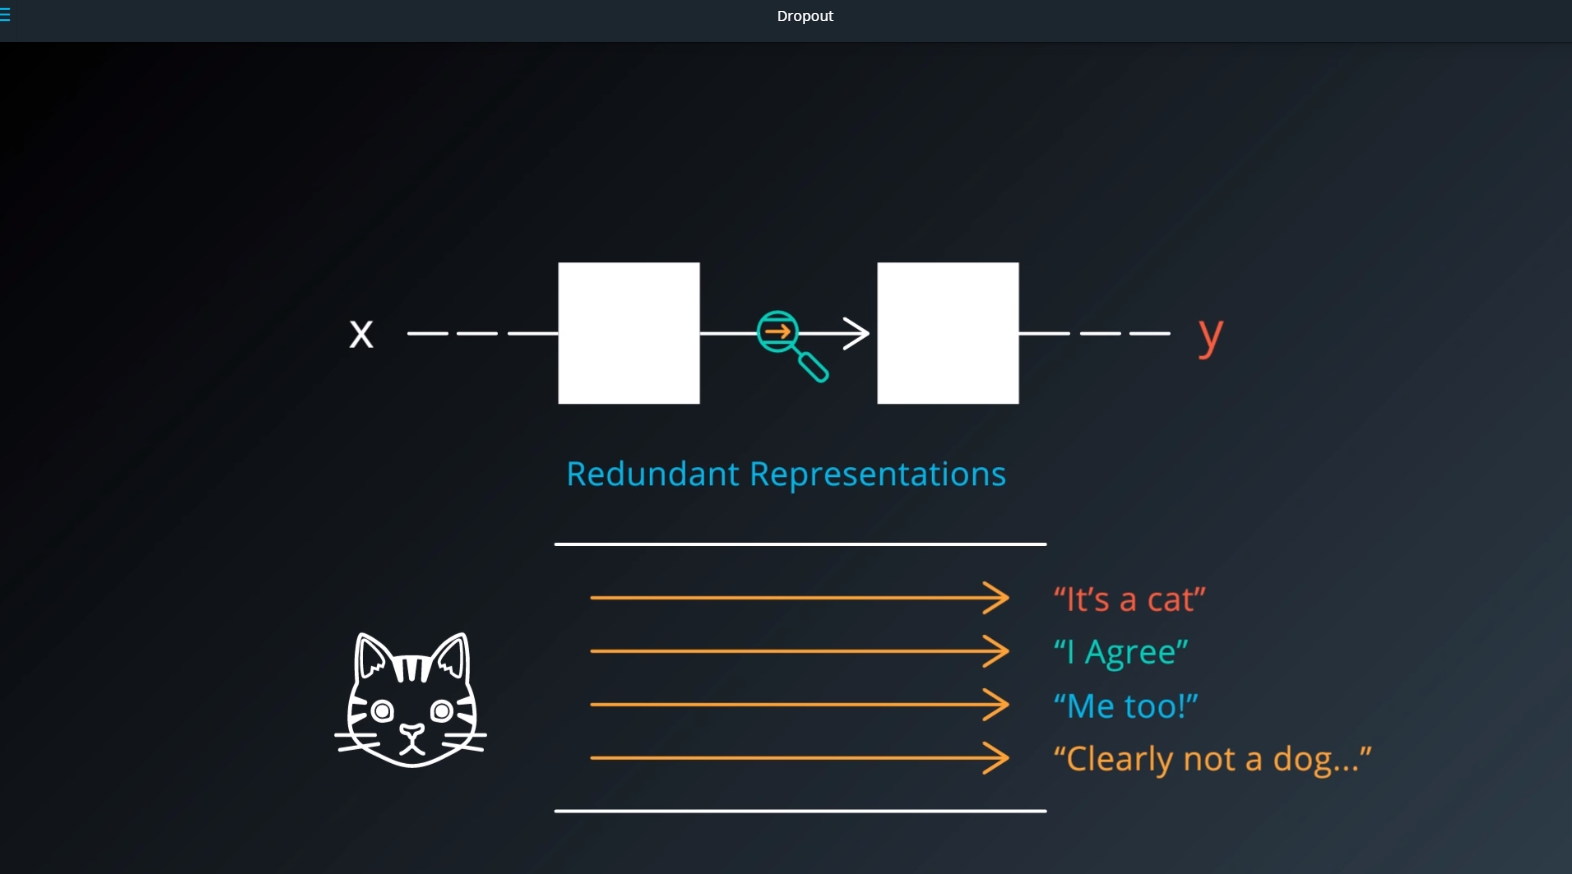 Dropout
x
y
Redundant Representations
“It’s a cat”
“I Agree”
“Me too!”
“Clearly not a dog...”